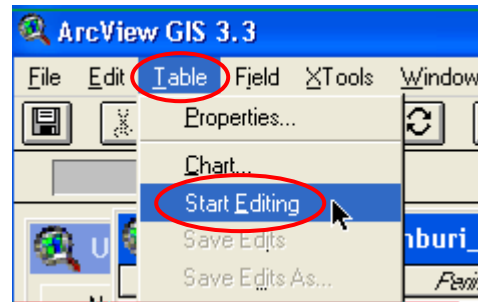 ArcView GIS 3.3
File Edit Table Field XTools Window
Properties...
Chart...
Start Editing
Save Edits
Save Edits As...
nburi_